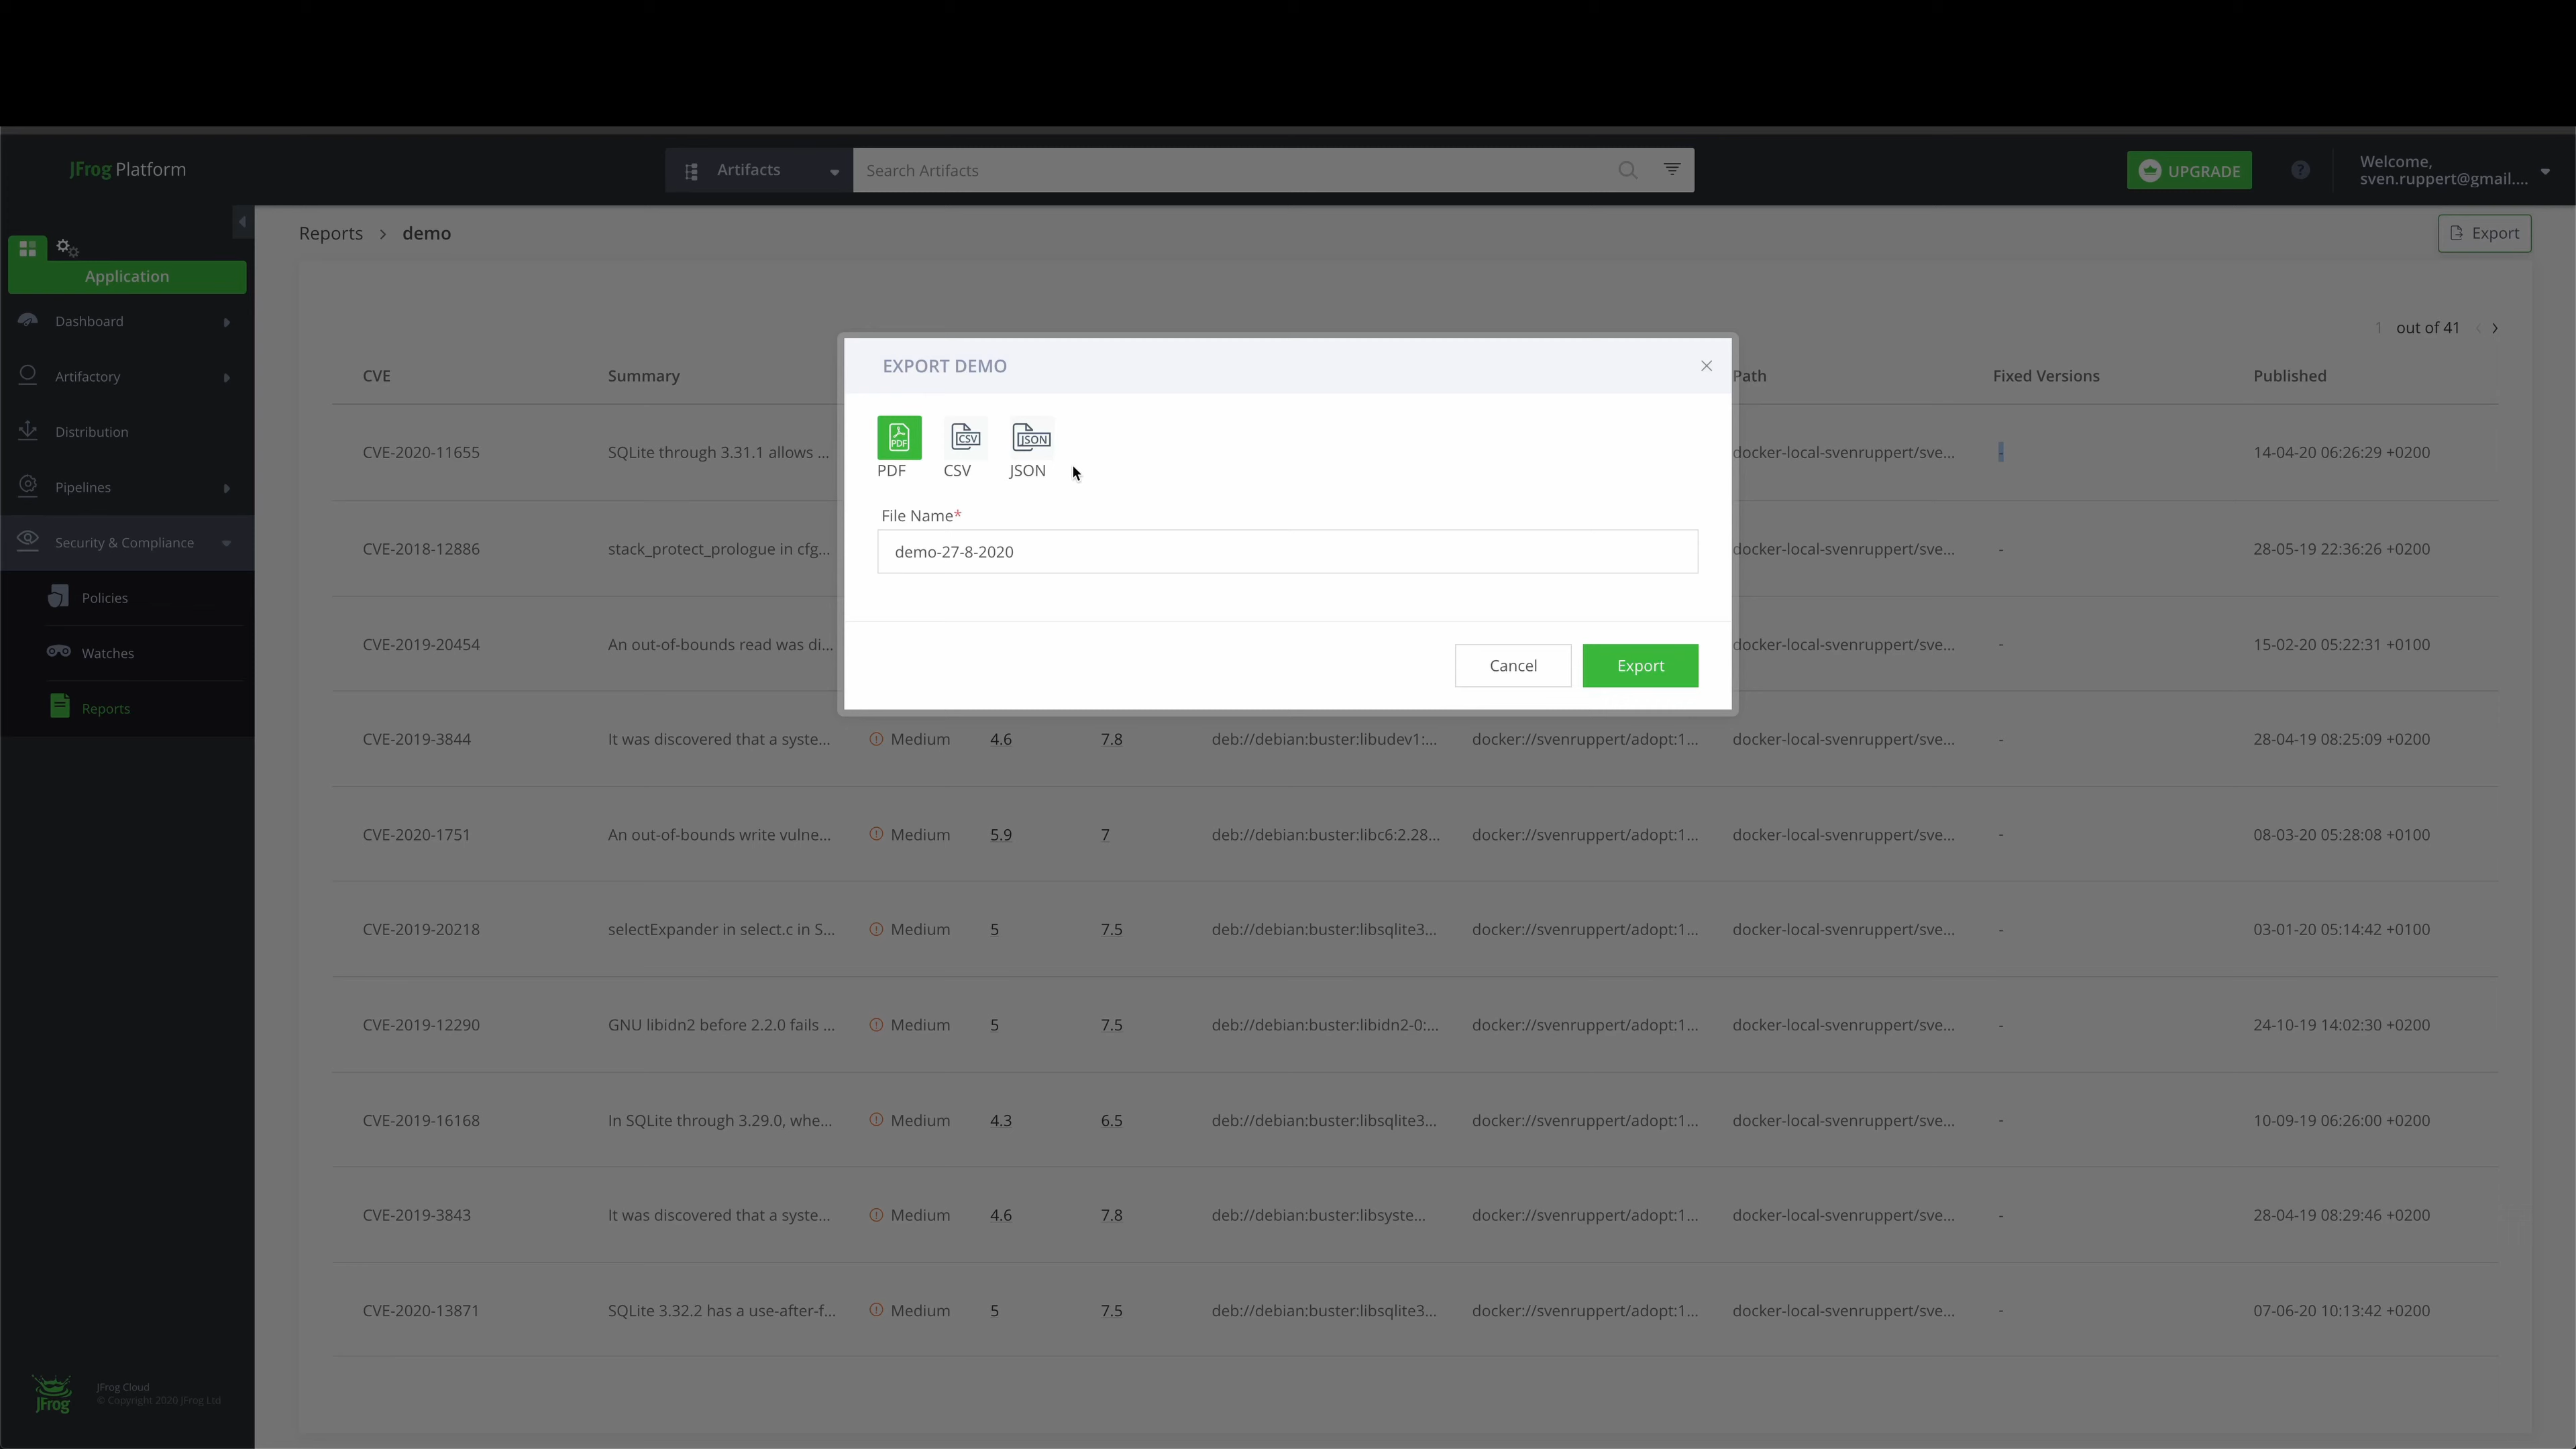 JFrog Platform
Artifacts
Search Artifacts
UPGRADE
?
Welcome,
sven.ruppert@gmail....
Application
Dashboard
Artifactory
Distribution
Pipelines
Security & Compliance
Policies
Watches
Reports
JFrog
JFrog Cloud
© Copyright 2020 JFrog Ltd
Reports > demo
Export
1 out of 41 < >
CVE Summary Path Fixed Versions Published
CVE-2020-11655 SQLite through 3.31.1 allows ... docker-local-svenruppert/sve... - 14-04-20 06:26:29 +0200
CVE-2018-12886 stack_protect_prologue in cfg... docker-local-svenruppert/sve... - 28-05-19 22:36:26 +0200
CVE-2019-20454 An out-of-bounds read was di... docker-local-svenruppert/sve... - 15-02-20 05:22:31 +0100
CVE-2019-3844 It was discovered that a syste... Medium 4.6 7.8 deb://debian:buster:libudev1:... docker://svenruppert/adopt:1... docker-local-svenruppert/sve... - 28-04-19 08:25:09 +0200
CVE-2020-1751 An out-of-bounds write vulne... Medium 5.9 7 deb://debian:buster:libc6:2.28... docker://svenruppert/adopt:1... docker-local-svenruppert/sve... - 08-03-20 05:28:08 +0100
CVE-2019-20218 selectExpander in select.c in S... Medium 5 7.5 deb://debian:buster:libsqlite3... docker://svenruppert/adopt:1... docker-local-svenruppert/sve... - 03-01-20 05:14:42 +0100
CVE-2019-12290 GNU libidn2 before 2.2.0 fails ... Medium 5 7.5 deb://debian:buster:libidn2-0:... docker://svenruppert/adopt:1... docker-local-svenruppert/sve... - 24-10-19 14:02:30 +0200
CVE-2019-16168 In SQLite through 3.29.0, whe... Medium 4.3 6.5 deb://debian:buster:libsqlite3... docker://svenruppert/adopt:1... docker-local-svenruppert/sve... - 10-09-19 06:26:00 +0200
CVE-2019-3843 It was discovered that a syste... Medium 4.6 7.8 deb://debian:buster:libsyste... docker://svenruppert/adopt:1... docker-local-svenruppert/sve... - 28-04-19 08:29:46 +0200
CVE-2020-13871 SQLite 3.32.2 has a use-after-f... Medium 5 7.5 deb://debian:buster:libsqlite3... docker://svenruppert/adopt:1... docker-local-svenruppert/sve... - 07-06-20 10:13:42 +0200
EXPORT DEMO
PDF CSV JSON
PDF CSV JSON
File Name*
demo-27-8-2020
Cancel Export